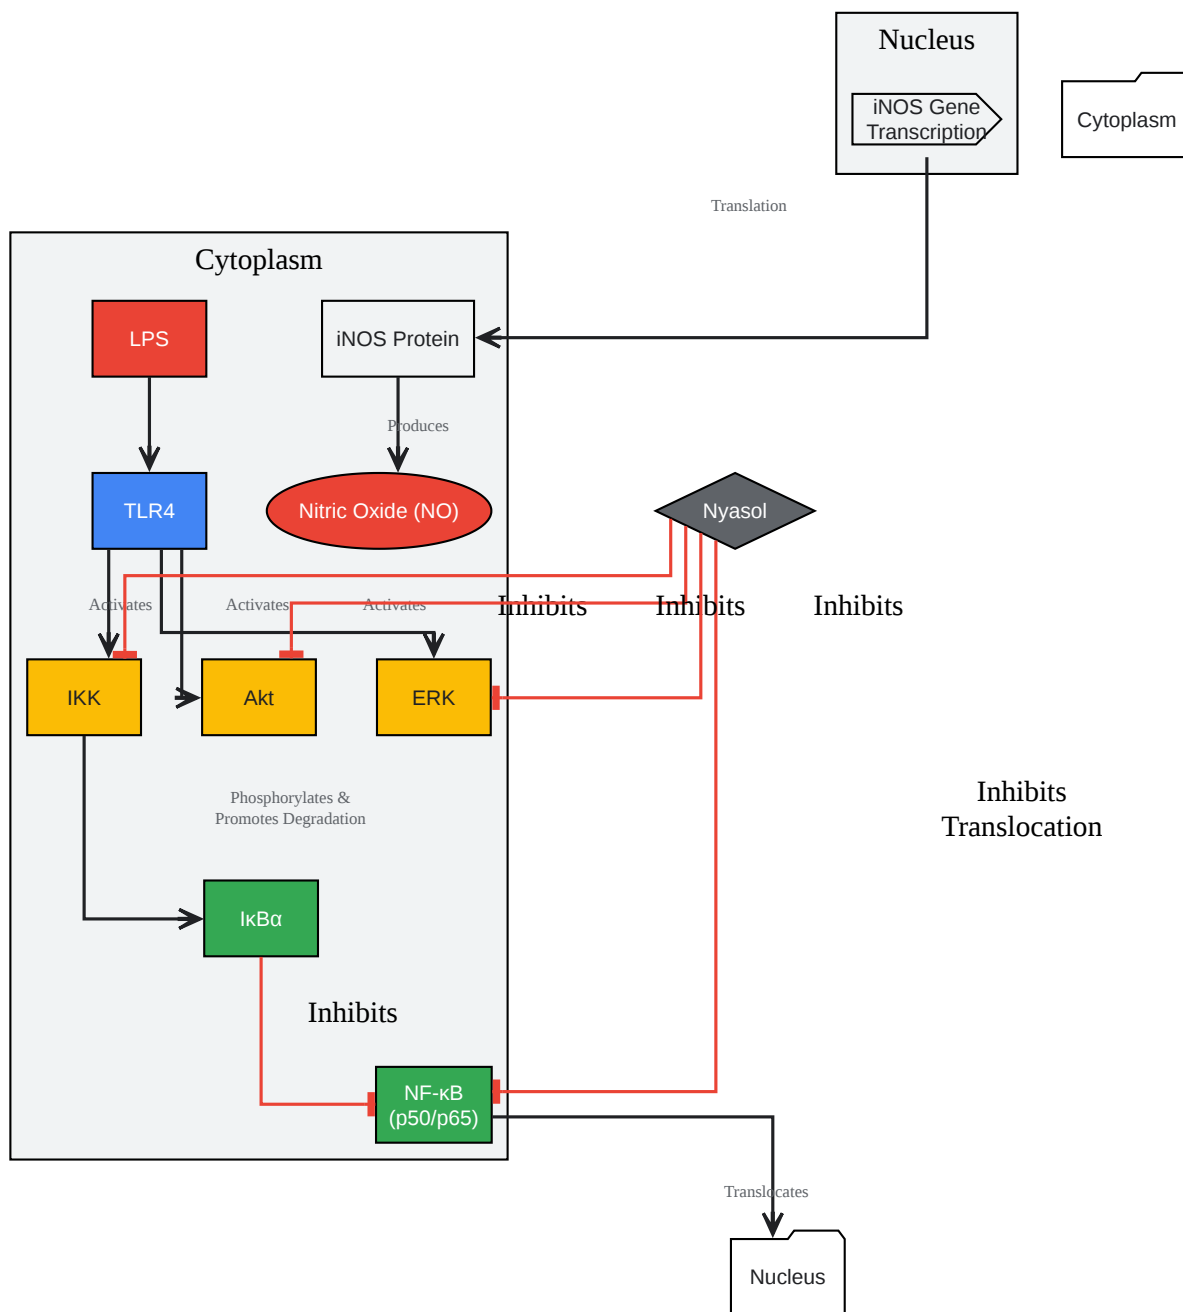 Nucleus
iNOS Gene
Transcription
Cytoplasm
Translation
Cytoplasm
LPS
iNOS Protein
Produces
TLR4
Nitric Oxide (NO)
Nyasol
Activates
Activates
Activates
Inhibits
Inhibits
Inhibits
IKK
Akt
ERK
Phosphorylates &
Promotes Degradation
Inhibits
Translocation
IκBα
Inhibits
NF-κB
(p50/p65)
Translocates
Nucleus